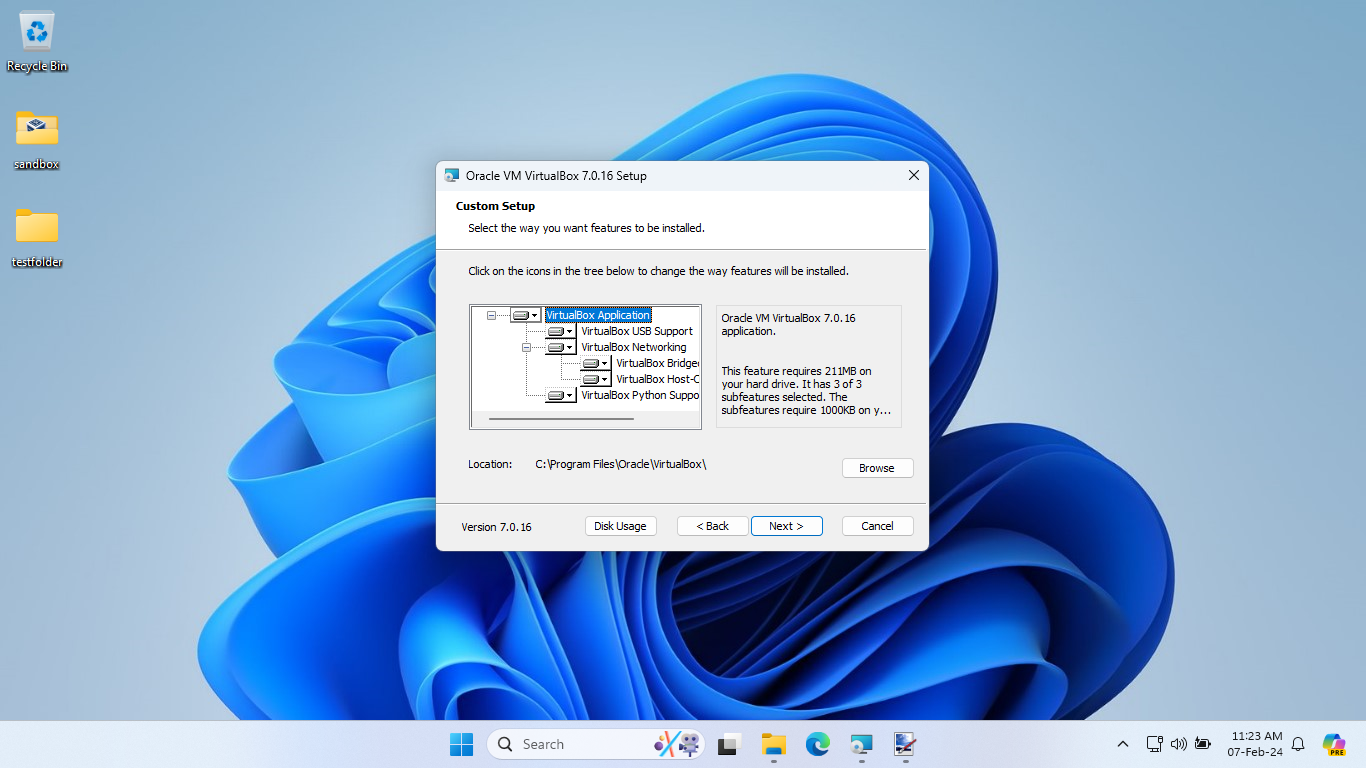 Recycle Bin
sandbox
testfolder
Oracle VM VirtualBox 7.0.16 Setup
Custom Setup
Select the way you want features to be installed.
Click on the icons in the tree below to change the way features will be installed.
VirtualBox Application
VirtualBox USB Support
VirtualBox Networking
VirtualBox Bridge
VirtualBox Host-C
VirtualBox Python Suppo
Oracle VM VirtualBox 7.0.16
application.
This feature requires 211MB on
your hard drive. It has 3 of 3
subfeatures selected. The
subfeatures require 1000KB on y...
Location: C:\Program Files\Oracle\VirtualBox\
Browse
Version 7.0.16
Disk Usage
< Back
Next >
Cancel
Search
11:23 AM
07-Feb-24
PRE